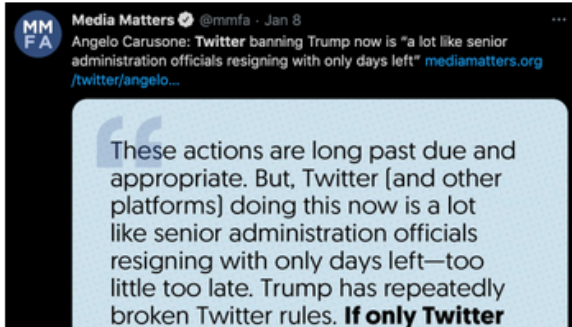 MM
FA
Media Matters @mmfa · Jan 8
Angelo Carusone: Twitter banning Trump now is “a lot like senior
administration officials resigning with only days left” mediamatters.org
/twitter/angelo...
“
These actions are long past due and
appropriate. But, Twitter (and other
platforms) doing this now is a lot
like senior administration officials
resigning with only days left—too
little too late. Trump has repeatedly
broken Twitter rules. If only Twitter